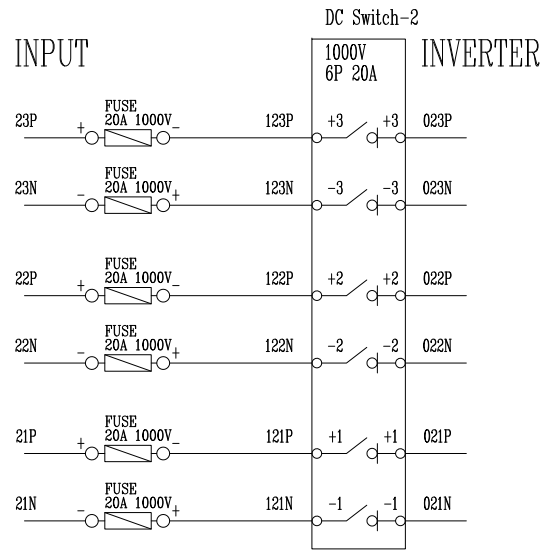 DC Switch-2
INPUT
1000V
6P 20A
INVERTER
FUSE
23P + 20A 1000V - 123P +3 +3 023P
FUSE
23N - 20A 1000V + 123N -3 -3 023N
FUSE
22P + 20A 1000V - 122P +2 +2 022P
FUSE
22N - 20A 1000V + 122N -2 -2 022N
FUSE
21P + 20A 1000V - 121P +1 +1 021P
FUSE
21N - 20A 1000V + 121N -1 -1 021N